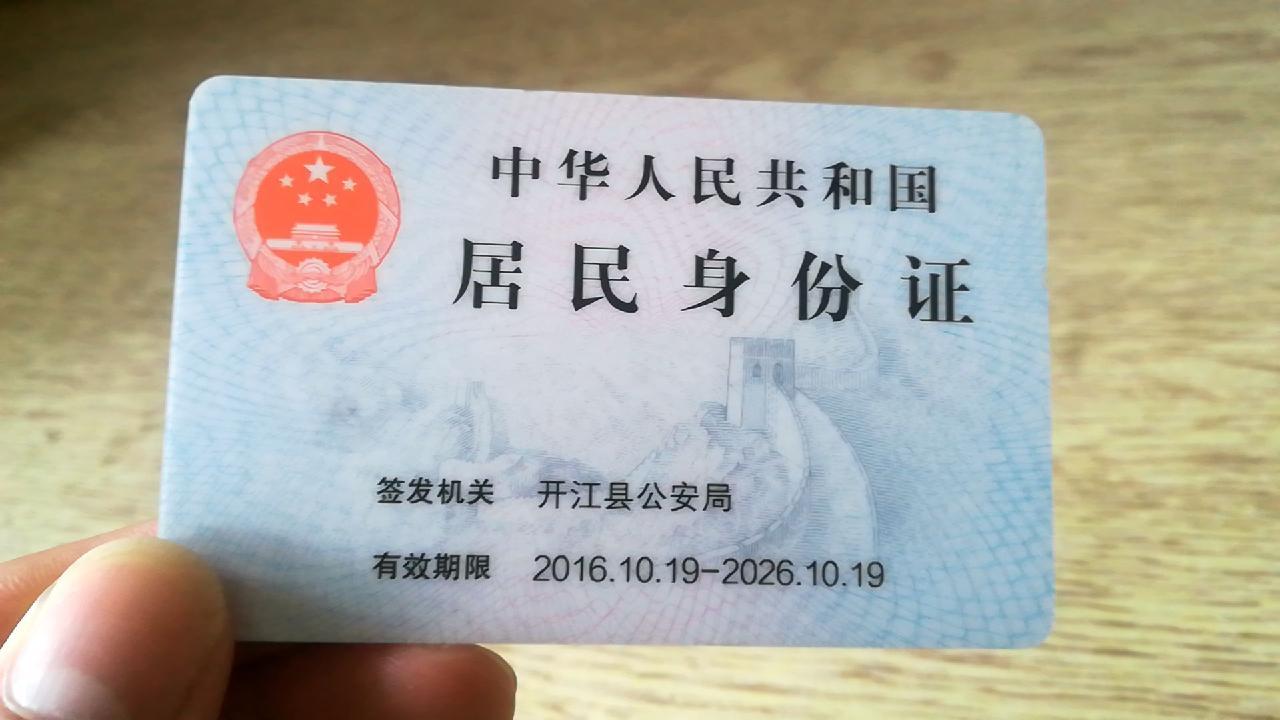 中华人民共和国
居民身份证
签发机关 开江县公安局
有效期限 2016.10.19-2026.10.19